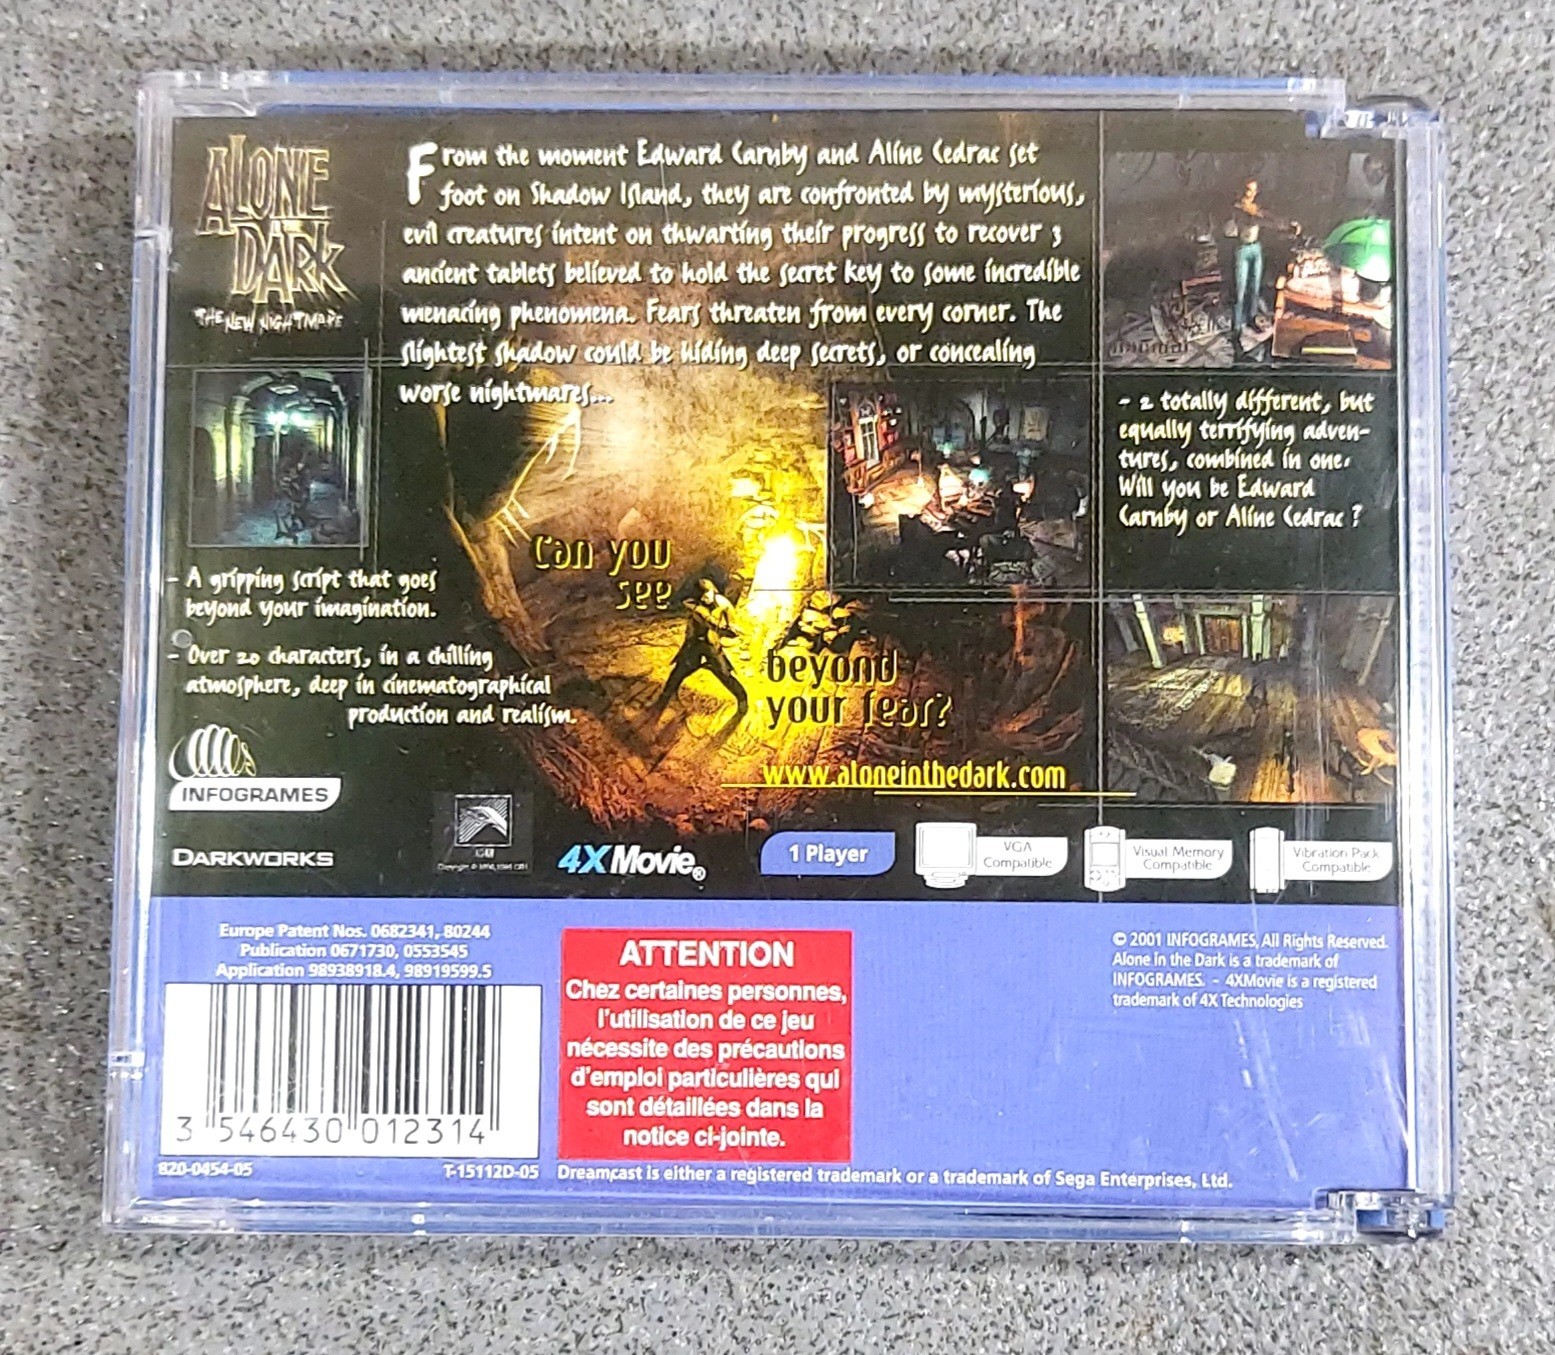 ALONE
IN THE
DARK
THE NEW NIGHTMARE
From the moment Edward Carnby and Aline Cedrac set
foot on Shadow Island, they are confronted by mysterious,
evil creatures intent on thwarting their progress to recover 3
ancient tablets believed to hold the secret key to some incredible
menacing phenomena. Fears threaten from every corner. The
slightest shadow could be hiding deep secrets, or concealing
worse nightmares...
- 2 totally different, but
equally terrifying adven-
tures, combined in one.
Will you be Edward
Carnby or Aline Cedrac ?
- A gripping script that goes
beyond your imagination.
- Over 20 characters, in a chilling
atmosphere, deep in cinematographical
production and realism.
Can you
see
beyond
your fear?
www.aloneinthedark.com
INFOGRAMES
DARKWORKS
4X Movie®
1 Player
VGA
Compatible
Visual Memory
Compatible
Vibration Pack
Compatible
Europe Patent Nos. 0682341, 80244
Publication 0671730, 0553545
Application 98938918.4, 98919599.5
3 546430 012314
820-0454-05
T-15112D-05
ATTENTION
Chez certaines personnes,
l'utilisation de ce jeu
nécessite des précautions
d'emploi particulières qui
sont détaillées dans la
notice ci-jointe.
© 2001 INFOGRAMES, All Rights Reserved.
Alone in the Dark is a trademark of
INFOGRAMES. - 4XMovie is a registered
trademark of 4X Technologies
Dreamcast is either a registered trademark or a trademark of Sega Enterprises, Ltd.